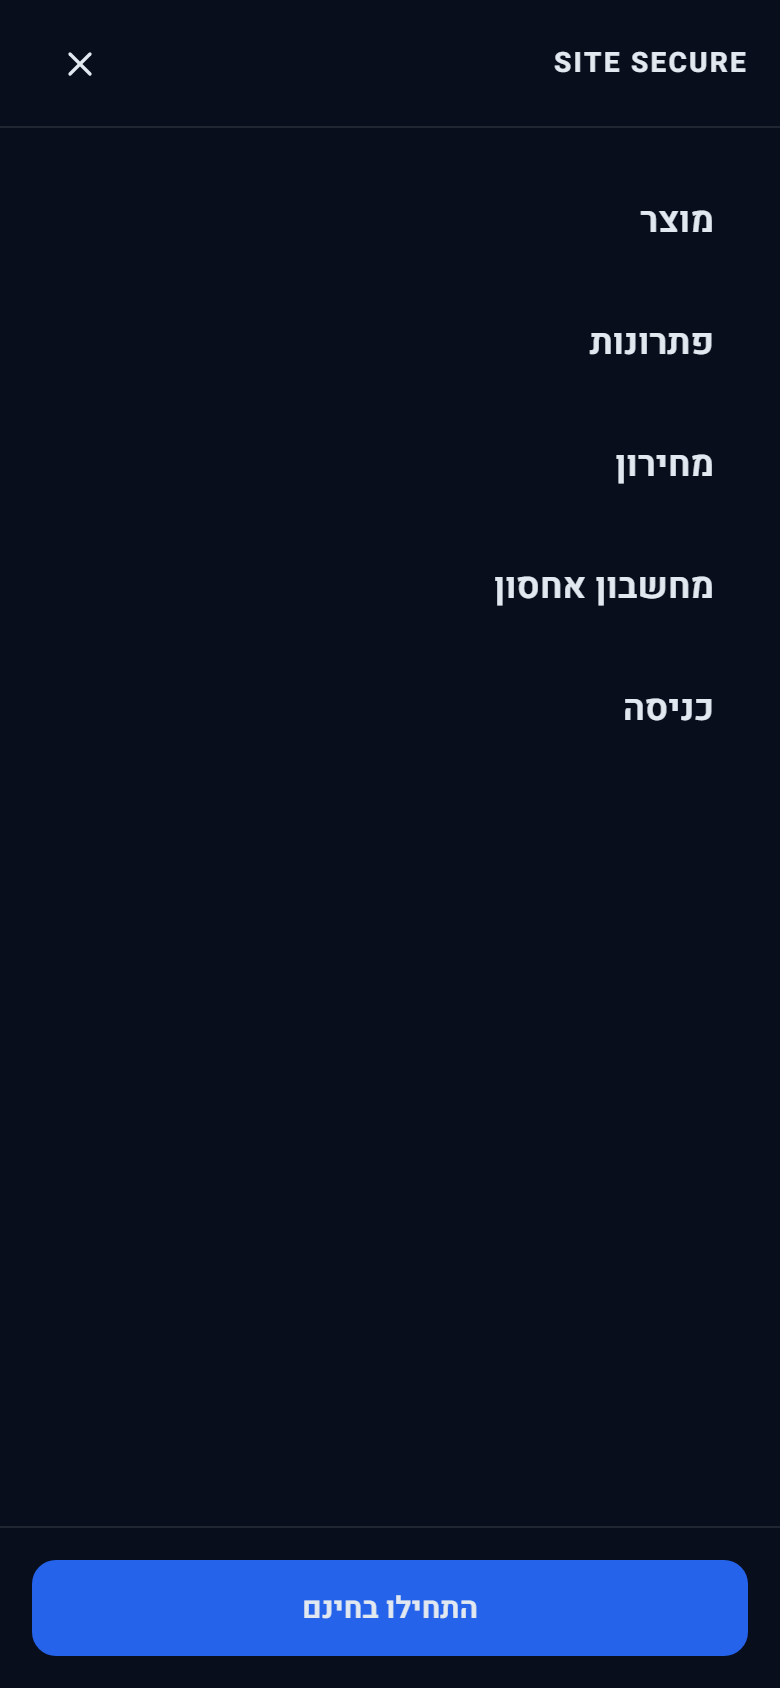 SITE SECURE
מוצר
פתרונות
מחירון
מחשבון אחסון
כניסה
התחילו בחינם